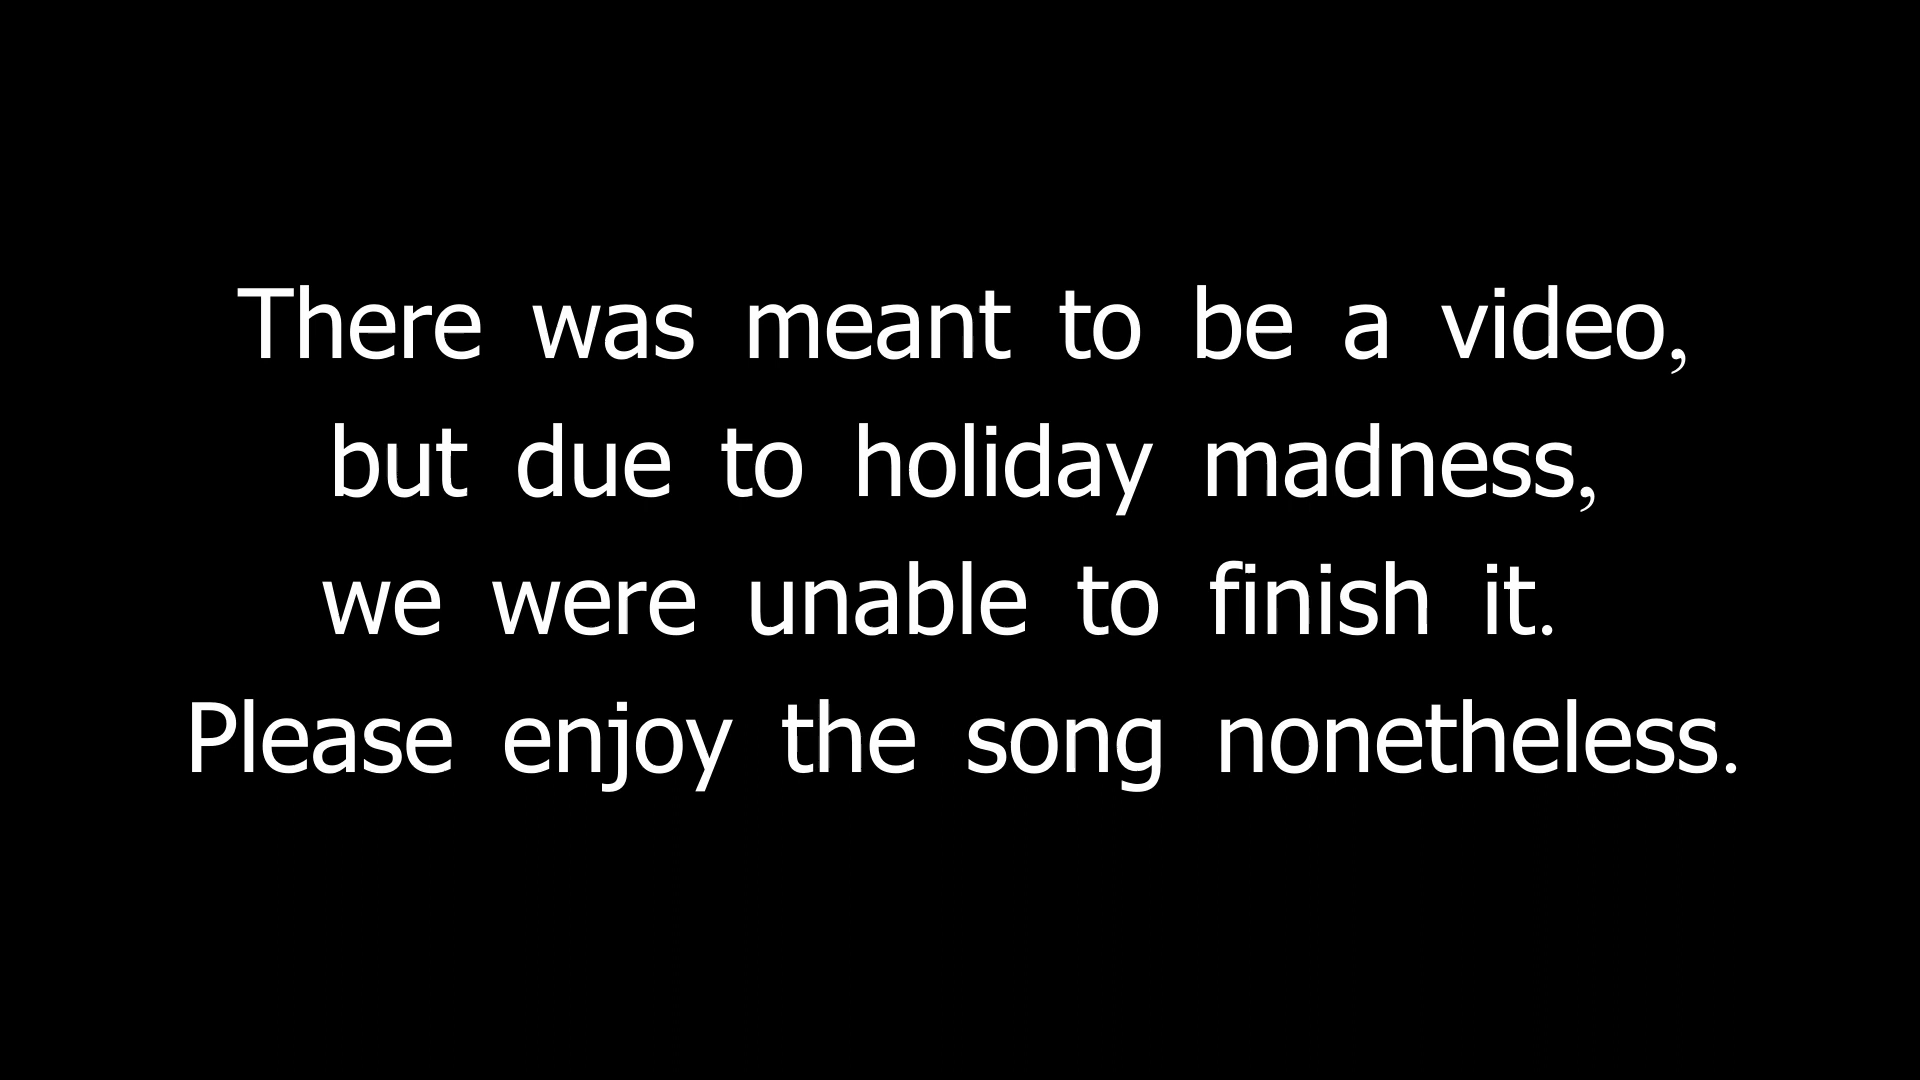 There was meant to be a video,
but due to holiday madness,
we were unable to finish it.
Please enjoy the song nonetheless.